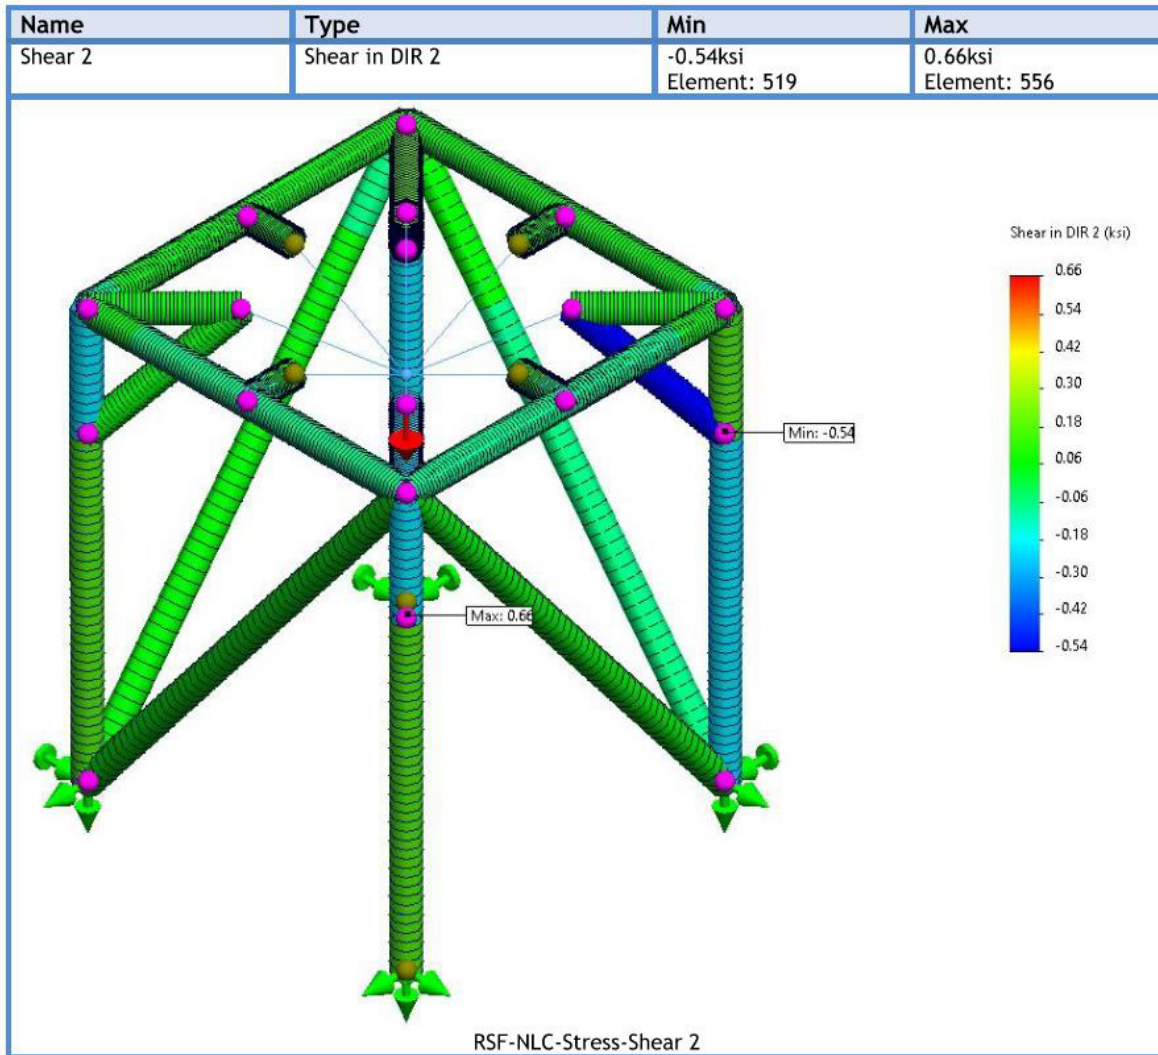 Name Type Min Max
Shear 2 Shear in DIR 2 -0.54ksi 0.66ksi
Element: 519 Element: 556
Shear in DIR 2 (ksi)
0.66
0.54
0.42
0.30
0.18
0.06
-0.06
-0.18
-0.30
-0.42
-0.54
Min: -0.54
Max: 0.66
RSF-NLC-Stress-Shear 2